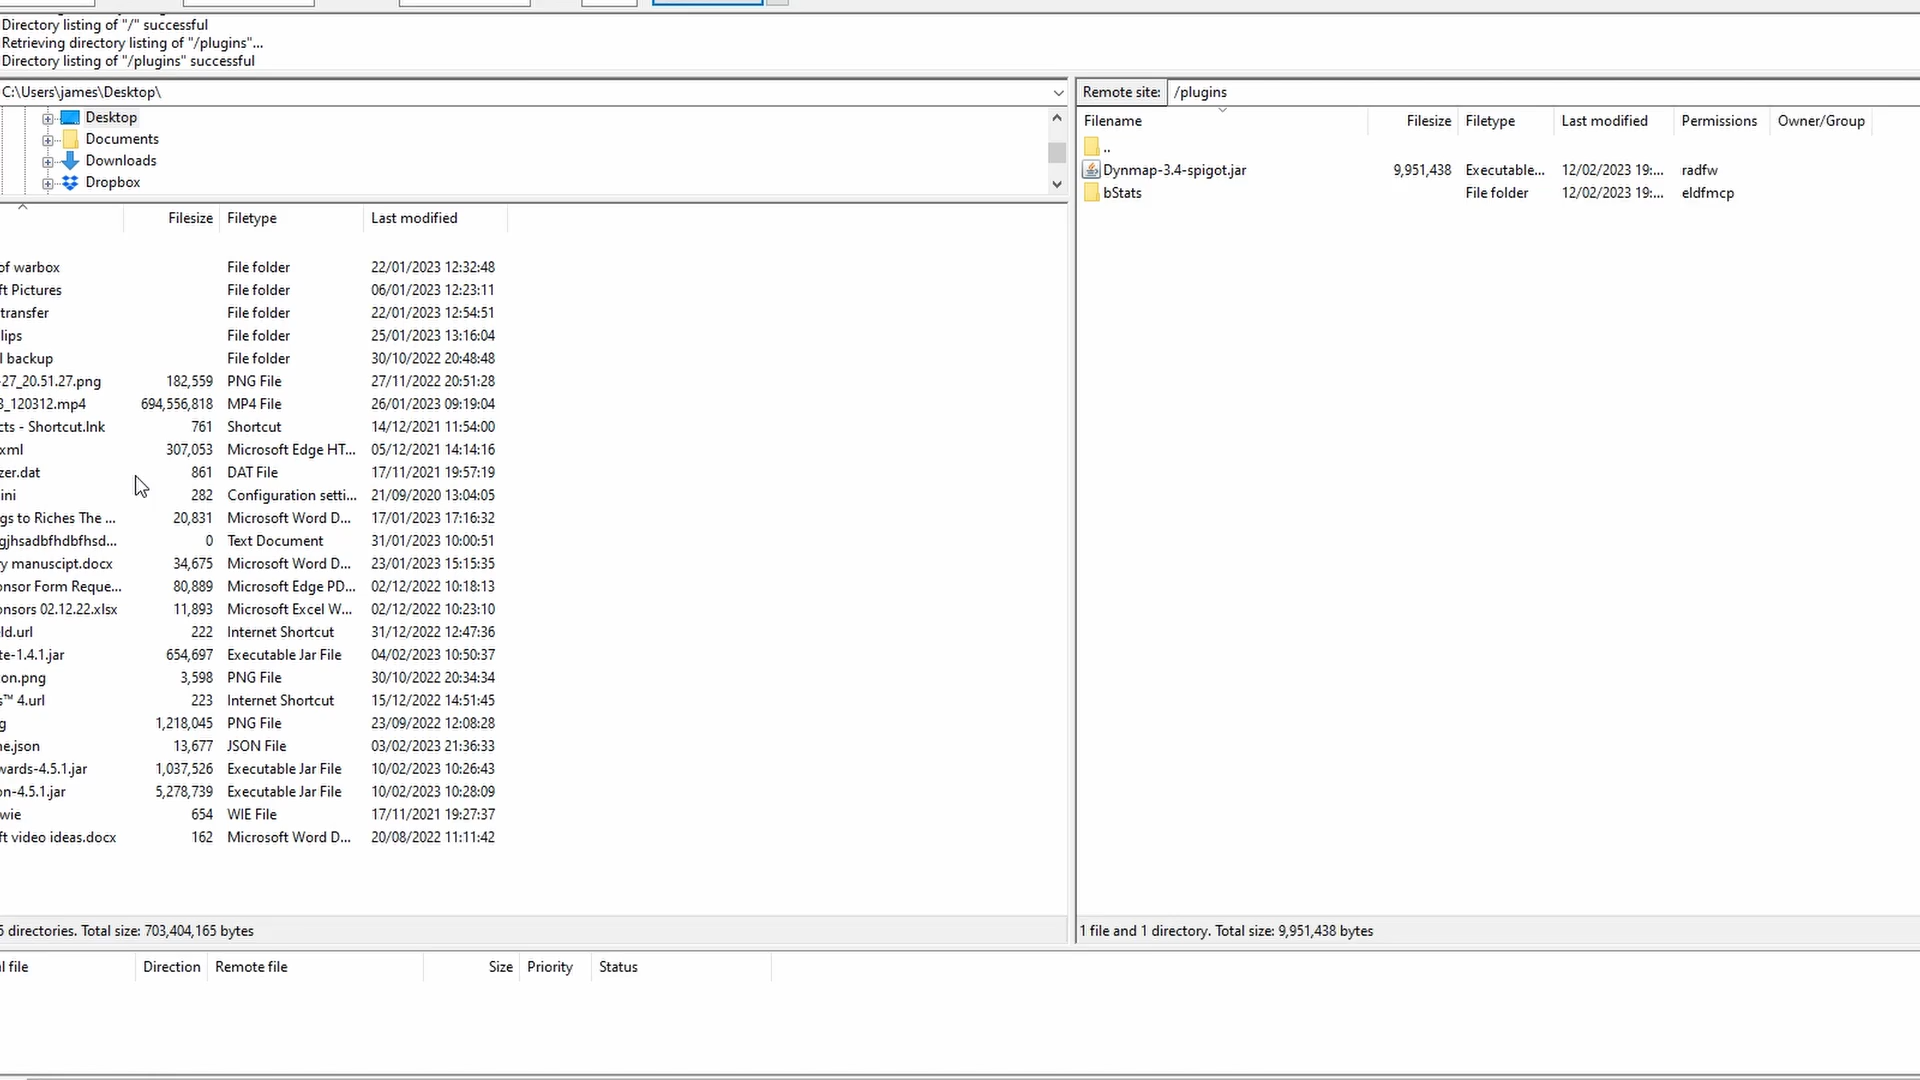 Directory listing of "/" successful
Retrieving directory listing of "/plugins"...
Directory listing of "/plugins" successful
C:\Users\james\Desktop\
Desktop
Documents
Downloads
Dropbox
Filesize Filetype Last modified
of warbox File folder 22/01/2023 12:32:48
ft Pictures File folder 06/01/2023 12:23:11
transfer File folder 22/01/2023 12:54:51
lips File folder 25/01/2023 13:16:04
l backup File folder 30/10/2022 20:48:48
-27_20.51.27.png 182,559 PNG File 27/11/2022 20:51:28
3_120312.mp4 694,556,818 MP4 File 26/01/2023 09:19:04
cts - Shortcut.lnk 761 Shortcut 14/12/2021 11:54:00
xml 307,053 Microsoft Edge HT... 05/12/2021 14:14:16
zer.dat 861 DAT File 17/11/2021 19:57:19
ini 282 Configuration setti... 21/09/2020 13:04:05
gs to Riches The ... 20,831 Microsoft Word D... 17/01/2023 17:16:32
gjhsadbfhdbfhsd... 0 Text Document 31/01/2023 10:00:51
y manuscipt.docx 34,675 Microsoft Word D... 23/01/2023 15:15:35
onsor Form Reque... 80,889 Microsoft Edge PD... 02/12/2022 10:18:13
onsors 02.12.22.xlsx 11,893 Microsoft Excel W... 02/12/2022 10:23:10
ld.url 222 Internet Shortcut 31/12/2022 12:47:36
te-1.4.1.jar 654,697 Executable Jar File 04/02/2023 10:50:37
on.png 3,598 PNG File 30/10/2022 20:34:34
s™ 4.url 223 Internet Shortcut 15/12/2022 14:51:45
g 1,218,045 PNG File 23/09/2022 12:08:28
ne.json 13,677 JSON File 03/02/2023 21:36:33
wards-4.5.1.jar 1,037,526 Executable Jar File 10/02/2023 10:26:43
on-4.5.1.jar 5,278,739 Executable Jar File 10/02/2023 10:28:09
wie 654 WIE File 17/11/2021 19:27:37
ft video ideas.docx 162 Microsoft Word D... 20/08/2022 11:11:42
directories. Total size: 703,404,165 bytes
Remote site: /plugins
Filename Filesize Filetype Last modified Permissions Owner/Group
..
Dynmap-3.4-spigot.jar 9,951,438 Executable... 12/02/2023 19:... radfw
bStats File folder 12/02/2023 19:... eldfmcp
1 file and 1 directory. Total size: 9,951,438 bytes
l file Direction Remote file Size Priority Status